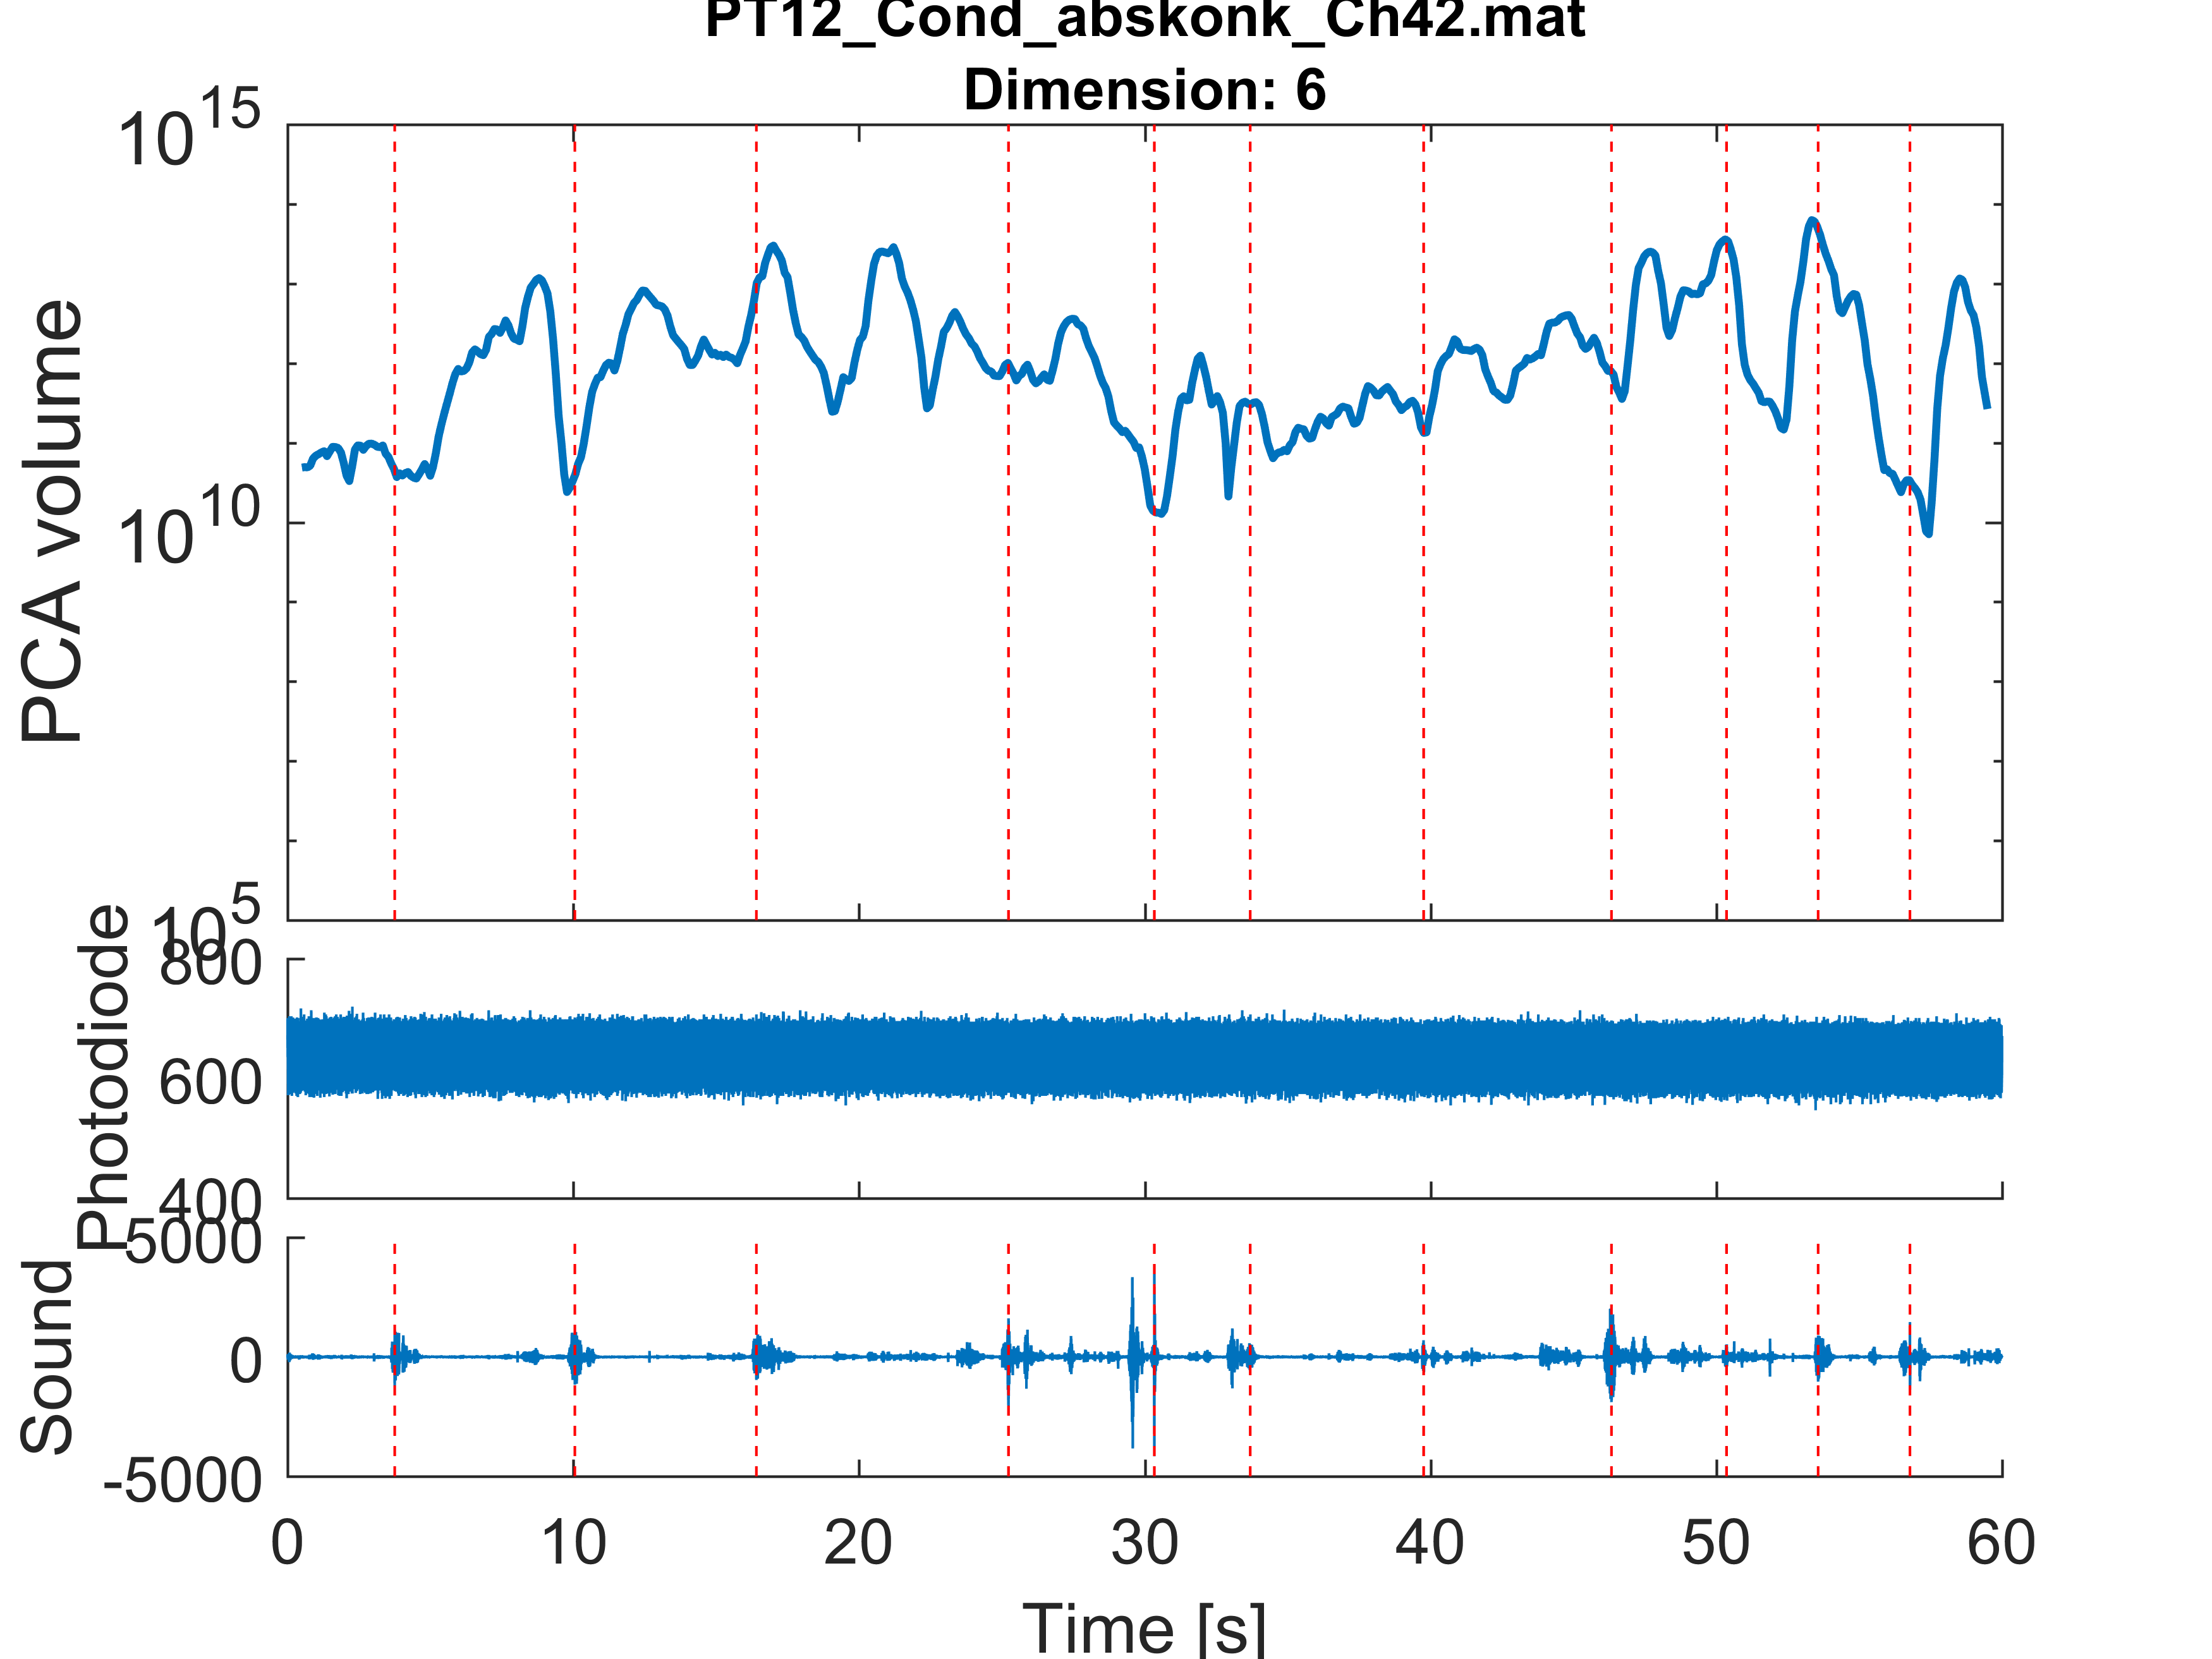 PT12_Cond_abskonk_Ch42.mat
Dimension: 6
PCA volume
10^15
10^10
10^5
Photodiode
800
600
400
Sound
5000
0
-5000
0 10 20 30 40 50 60
Time [s]